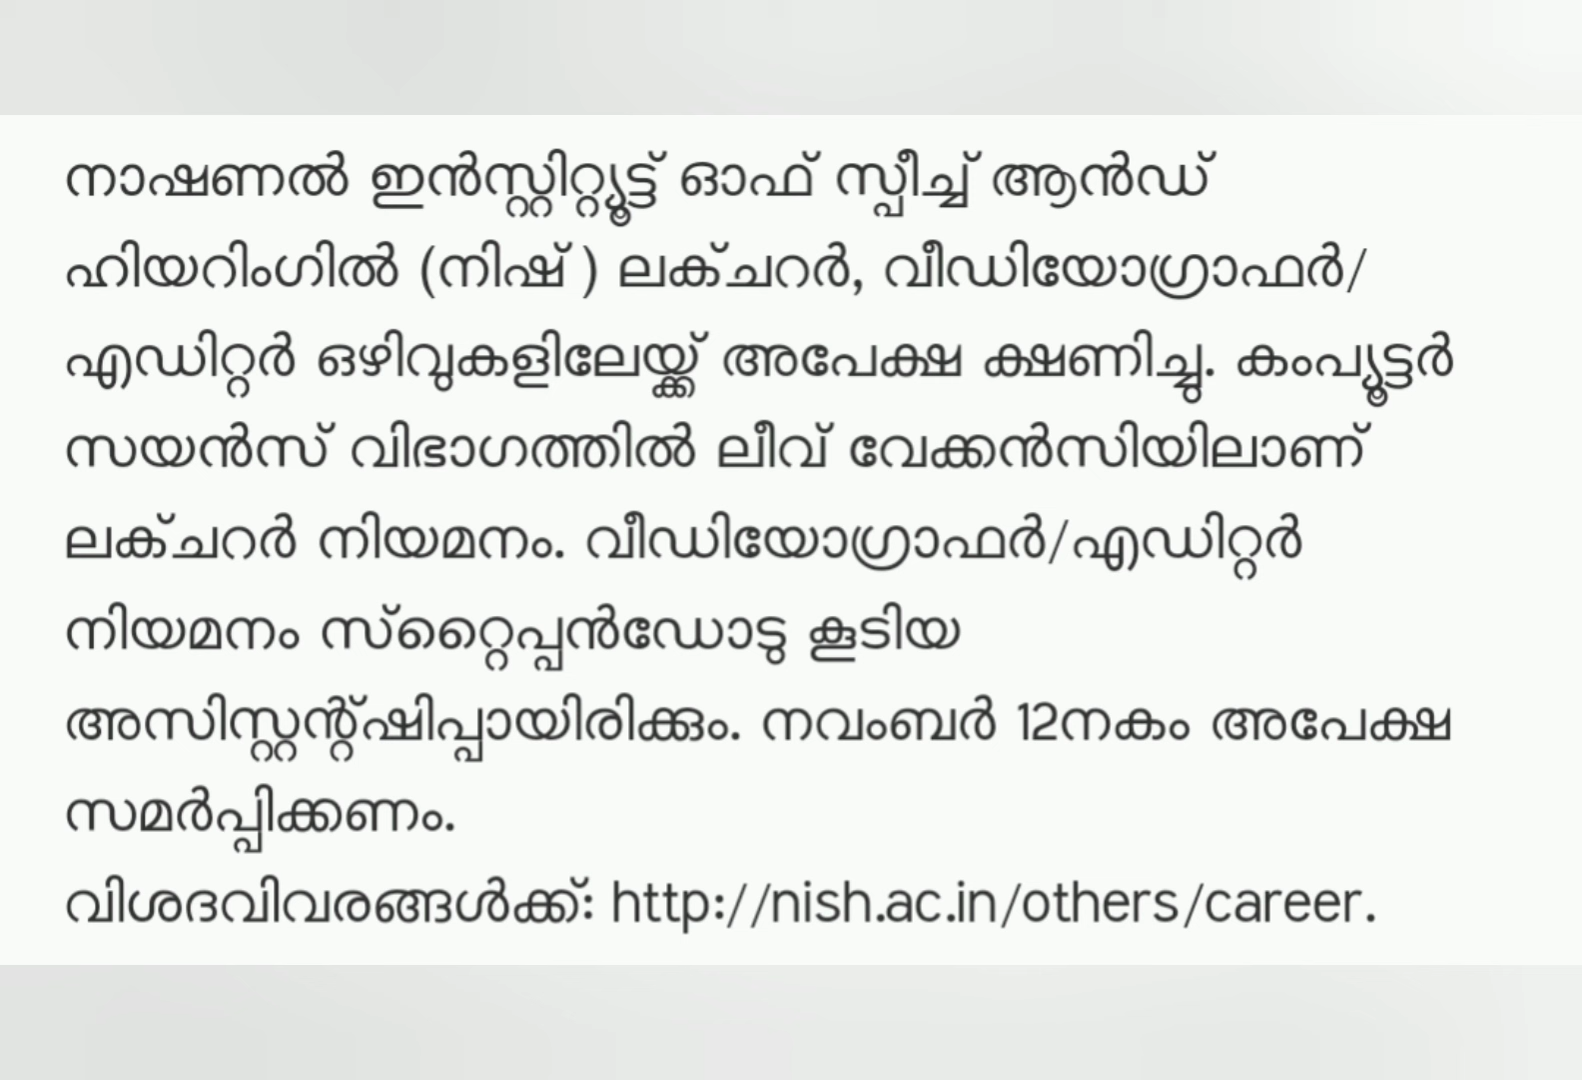 നാഷണൽ ഇൻസ്റ്റിറ്റ്യൂട്ട് ഓഫ് സ്പീച്ച് ആൻഡ്
ഹിയറിംഗിൽ (നിഷ് ) ലക്ചറർ, വീഡിയോഗ്രാഫർ/
എഡിറ്റർ ഒഴിവുകളിലേയ്ക്ക് അപേക്ഷ ക്ഷണിച്ചു. കംപ്യൂട്ടർ
സയൻസ് വിഭാഗത്തിൽ ലീവ് വേക്കൻസിയിലാണ്
ലക്ചറർ നിയമനം. വീഡിയോഗ്രാഫർ/എഡിറ്റർ
നിയമനം സ്റ്റൈപ്പൻഡോടു കൂടിയ
അസിസ്റ്റന്റ്ഷിപ്പായിരിക്കും. നവംബർ 12നകം അപേക്ഷ
സമർപ്പിക്കണം.
വിശദവിവരങ്ങൾക്ക്: http://nish.ac.in/others/career.